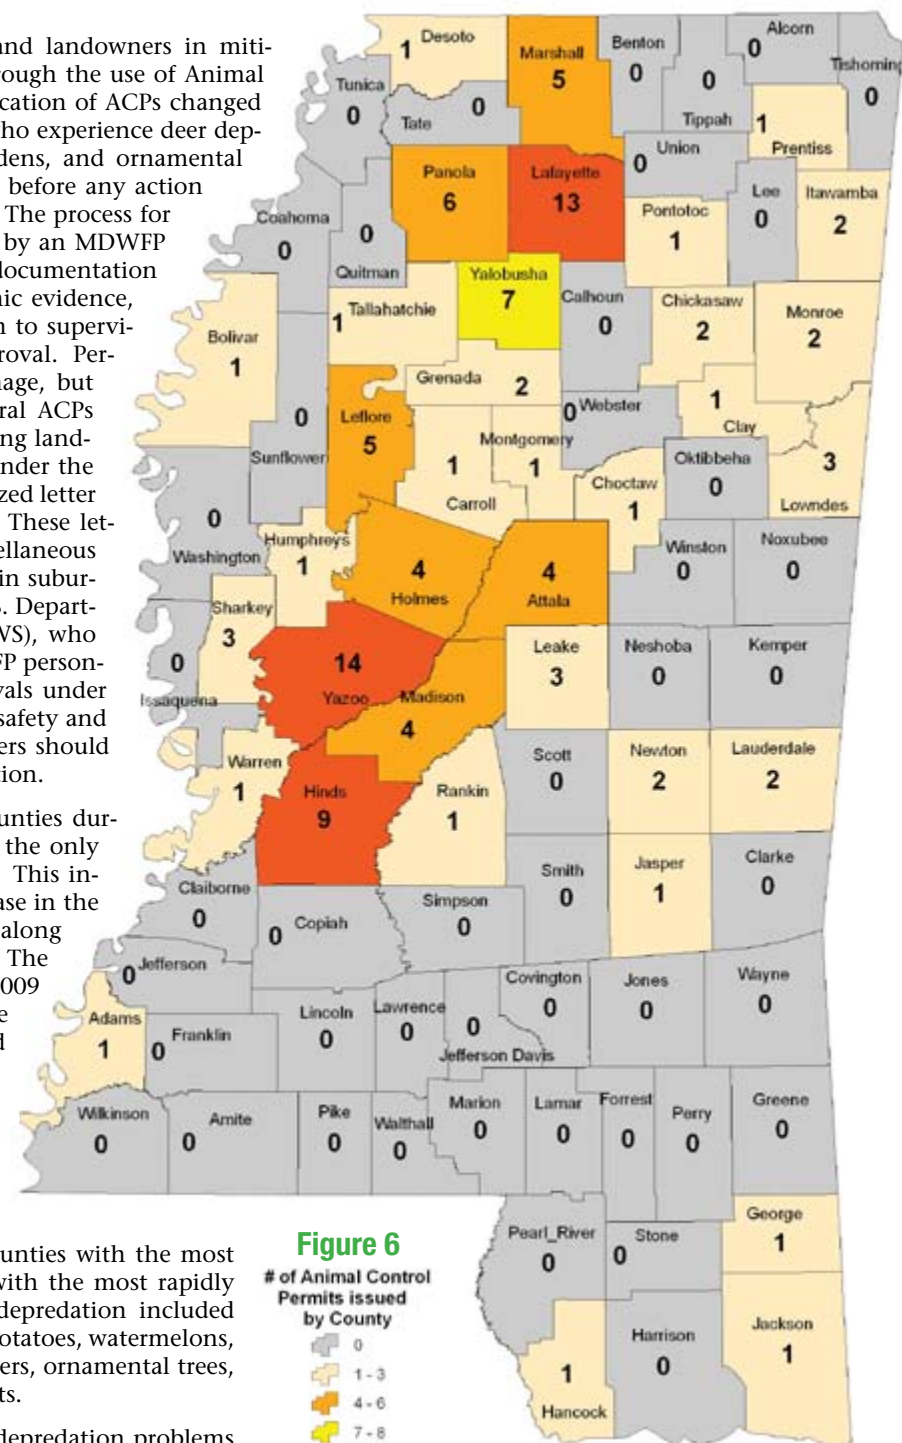 and landowners in miti-
rough the use of Animal
cation of ACPs changed
ho experience deer dep-
dens, and ornamental
before any action
The process for
by an MDWFP
documentation
ic evidence,
n to supervi-
roval. Per-
age, but
ral ACPs
ng land-
nder the
zed letter
These let-
ellaneous
in subur-
. Depart-
WS), who
FP person-
vals under
safety and
ers should
tion.
unties dur-
the only
This in-
ase in the
along
The
009
e
d
unties with the most
with the most rapidly
depredation included
otatoes, watermelons,
ers, ornamental trees,
ts.
depredation problems
Desoto 1
Marshall 5
Benton 0
Tippah 0
Alcorn 0
Tishoming 0
Tunica 0
Tate 0
Prentiss 1
Union 0
Panola 6
Lafayette 13
Pontotoc 1
Lee 0
Itawamba 2
Coahoma 0
Quitman 0
Yalobusha 7
Calhoun 0
Chickasaw 2
Monroe 2
Tallahatchie 1
Bolivar 1
Sunflower 0
Leflore 5
Grenada 2
Webster 0
Clay 1
Carroll 1
Montgomery 1
Choctaw 1
Oktibbeha 0
Lowndes 3
Washington 0
Humphreys 1
Holmes 4
Attala 4
Winston 0
Noxubee 0
Sharkey 3
Issaquena 0
Yazoo 14
Madison 4
Leake 3
Neshoba 0
Kemper 0
Warren 1
Hinds 9
Rankin 1
Scott 0
Newton 2
Lauderdale 2
Claiborne 0
Copiah 0
Simpson 0
Smith 0
Jasper 1
Clarke 0
Jefferson 0
Adams 1
Franklin 0
Lincoln 0
Lawrence 0
Jefferson Davis 0
Covington 0
Jones 0
Wayne 0
Wilkinson 0
Amite 0
Pike 0
Walthall 0
Marion 0
Lamar 0
Forrest 0
Perry 0
Greene 0
Pearl_River 0
Stone 0
George 1
Hancock 1
Harrison 0
Jackson 1
Figure 6
# of Animal Control
Permits issued
by County
0
1 - 3
4 - 6
7 - 8